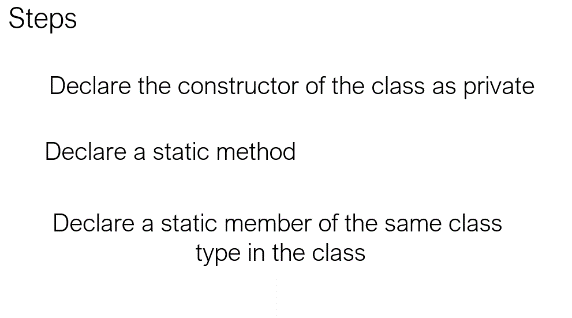 Steps
Declare the constructor of the class as private
Declare a static method
Declare a static member of the same class
type in the class